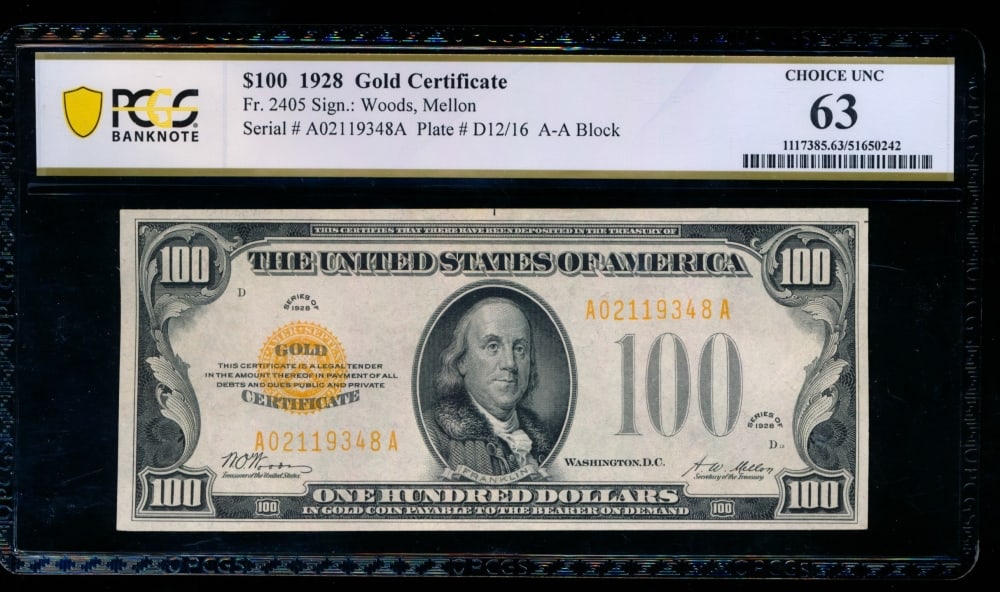 $100 1928 Gold Certificate
Fr. 2405 Sign.: Woods, Mellon
Serial # A02119348A Plate # D12/16 A-A Block
PCGS
BANKNOTE
CHOICE UNC
63
1117385.63/51650242
THIS CERTIFIES THAT THERE HAVE BEEN DEPOSITED IN THE TREASURY OF
100
THE UNITED STATES OF AMERICA
100
D
SERIES OF
1928
A02119348A
GOLD
THIS CERTIFICATE IS A LEGAL TENDER
IN THE AMOUNT THEREOF IN PAYMENT OF ALL
DEBTS AND DUES PUBLIC AND PRIVATE
CERTIFICATE
100
SERIES OF
1928
A02119348A
D
WASHINGTON, D.C.
W O Woods
Treasurer of the United States.
A. W. Mellon
Secretary of the Treasury
FRANKLIN
100
ONE HUNDRED DOLLARS
100
100
IN GOLD COIN PAYABLE TO THE BEARER ON DEMAND
100
PCGS